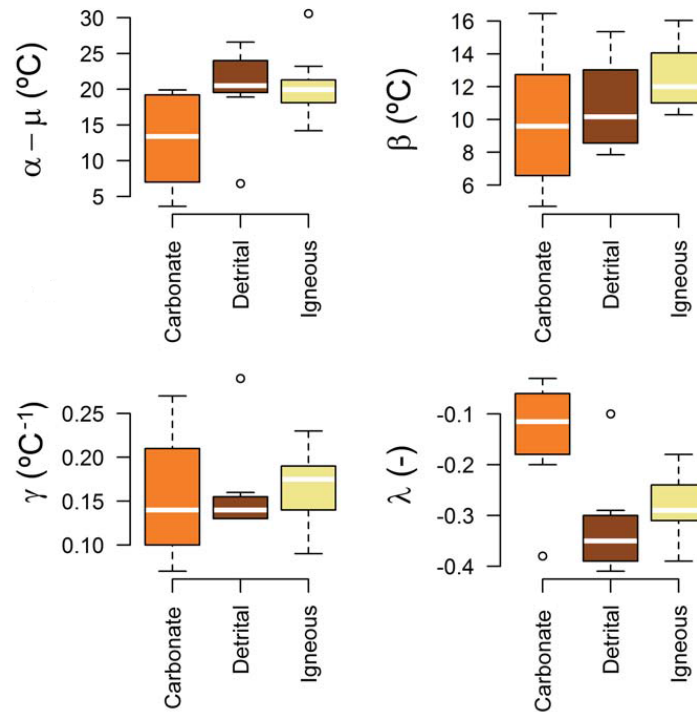 α − μ (ºC)
30
25
20
15
10
5
Carbonate
Detrital
Igneous
β (ºC)
16
14
12
10
8
6
Carbonate
Detrital
Igneous
γ (ºC⁻¹)
0.25
0.20
0.15
0.10
Carbonate
Detrital
Igneous
λ (-)
-0.1
-0.2
-0.3
-0.4
Carbonate
Detrital
Igneous